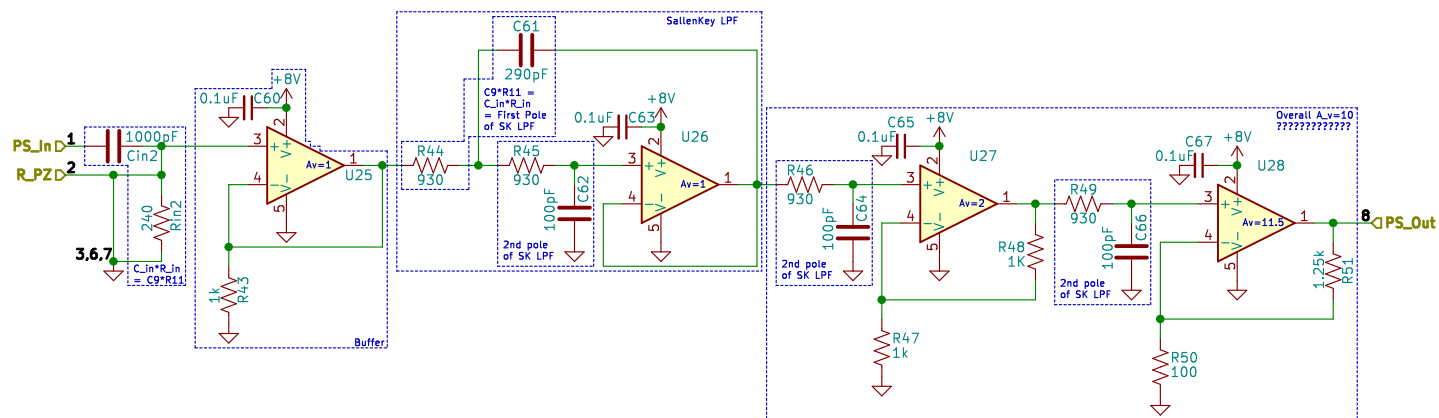 PS_In
1
R_PZ
2
1000pF
Cin2
240
Rin2
3,6,7
C_in*R_in
= C9*R11
+8V
0.1uF
C60
2
3
+
+
V
Av=1
1
4
-
V-
5
U25
1k
R43
Buffer
SallenKey LPF
C61
290pF
C9*R11 =
C_in*R_in
= First Pole
of SK LPF
R44
930
R45
930
100pF
C62
2nd pole
of SK LPF
+8V
0.1uF
C63
U26
2
3
+
+
V
Av=1
1
4
-
V-
5
R46
930
100pF
C64
2nd pole
of SK LPF
+8V
C65
0.1uF
U27
2
3
+
+
V
Av=2
1
4
-
V-
5
R48
1K
R47
1k
R49
930
100pF
C66
2nd pole
of SK LPF
Overall A_v=10
?????????????
+8V
C67
0.1uF
U28
2
3
+
+
V
Av=11.5
1
4
-
V-
5
8
PS_Out
1.25k
R51
R50
100